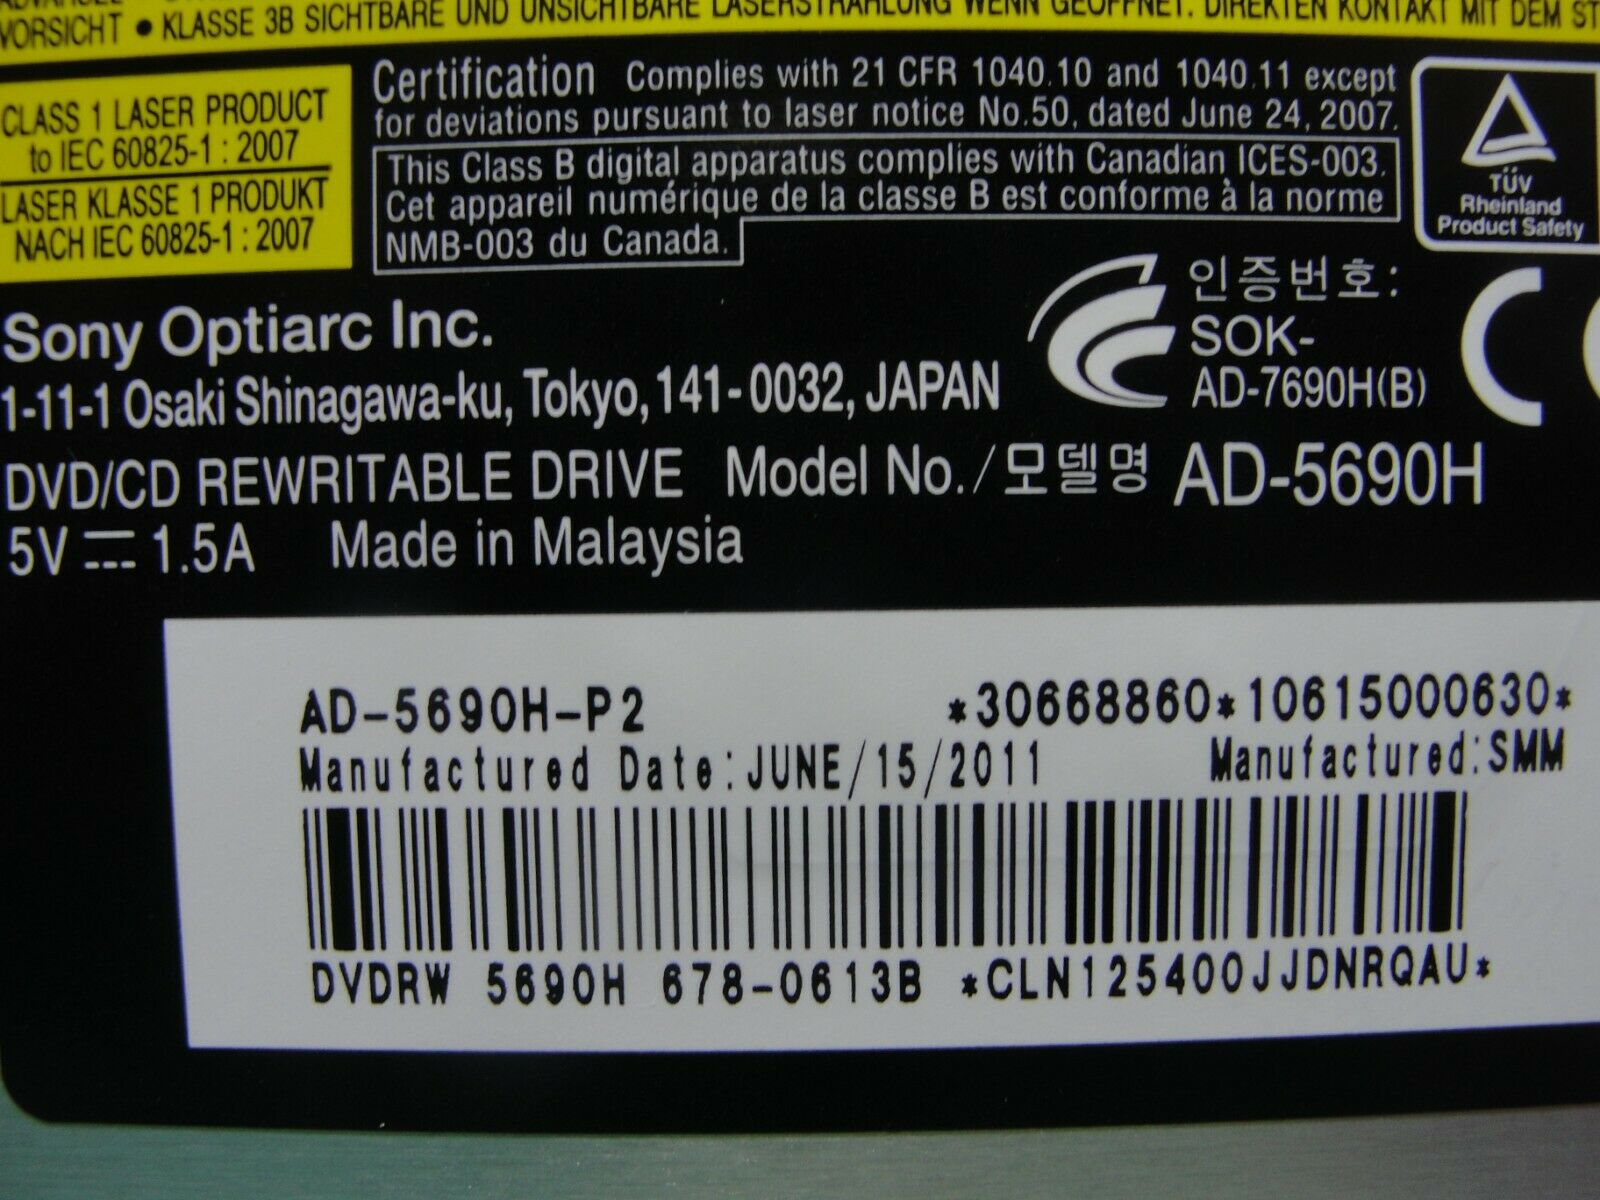 VORSICHT • KLASSE 3B SICHTBARE UND UNSICHTBARE LASERSTRAHLUNG WENN GEÖFFNET. DIREKTEN KONTAKT MIT DEM
CLASS 1 LASER PRODUCT
to IEC 60825-1 : 2007
LASER KLASSE 1 PRODUKT
NACH IEC 60825-1 : 2007
Certification Complies with 21 CFR 1040.10 and 1040.11 except
for deviations pursuant to laser notice No.50, dated June 24, 2007.
This Class B digital apparatus complies with Canadian ICES-003.
Cet appareil numérique de la classe B est conforme à la norme
NMB-003 du Canada.
TÜV
Rheinland
Product Safety
Sony Optiarc Inc.
1-11-1 Osaki Shinagawa-ku, Tokyo, 141-0032, JAPAN
인증번호:
SOK-
AD-7690H(B)
DVD/CD REWRITABLE DRIVE Model No./모델명 AD-5690H
5V ⎓ 1.5A Made in Malaysia
AD-5690H-P2 *30668860*10615000630*
Manufactured Date:JUNE/15/2011 Manufactured:SMM
DVDRW 5690H 678-0613B *CLN125400JJDNRQAU*